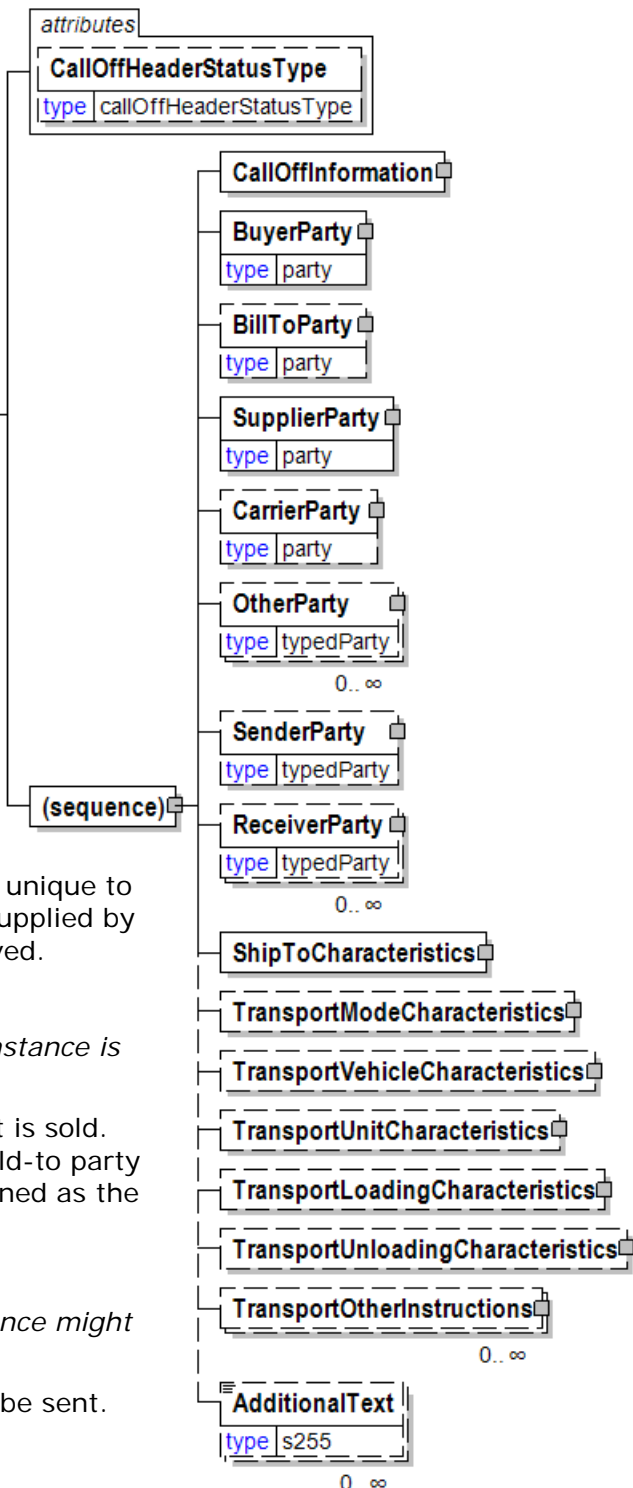 attributes
CallOffHeaderStatusType
type callOffHeaderStatusType
CallOffInformation
BuyerParty
type party
BillToParty
type party
SupplierParty
type party
CarrierParty
type party
OtherParty
type typedParty
0.. ∞
SenderParty
type typedParty
(sequence)
ReceiverParty
type typedParty
0.. ∞
unique to
upplied by
ved.
ShipToCharacteristics
TransportModeCharacteristics
nstance is
TransportVehicleCharacteristics
t is sold.
TransportUnitCharacteristics
ld-to party
ned as the
TransportLoadingCharacteristics
TransportUnloadingCharacteristics
TransportOtherInstructions
0.. ∞
nce might
be sent.
AdditionalText
type s255
0.. ∞